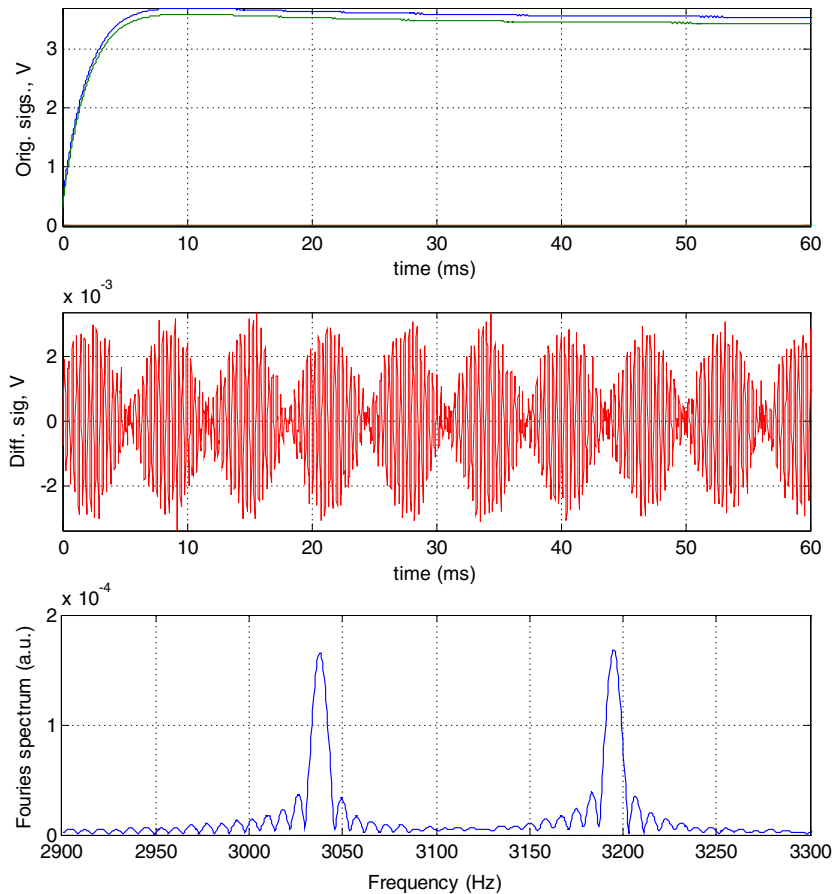 Orig. sigs., V
3
2
1
0
0 10 20 30 40 50 60
time (ms)
x 10⁻³
Diff. sig, V
2
0
-2
0 10 20 30 40 50 60
time (ms)
x 10⁻⁴
Fouries spectrum (a.u.)
2
1
0
2900 2950 3000 3050 3100 3150 3200 3250 3300
Frequency (Hz)